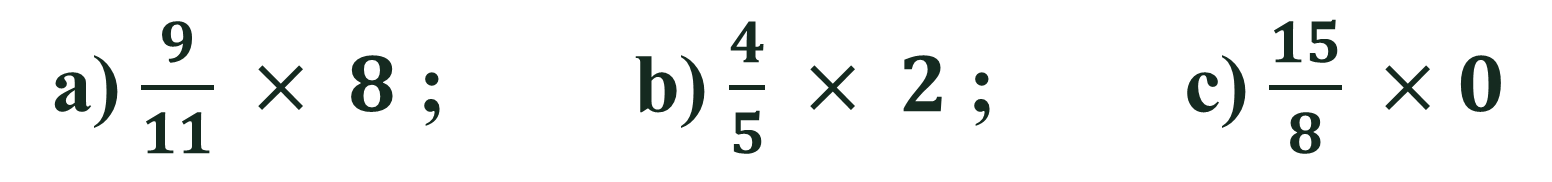 a) 9/11 × 8 ; b) 4/5 × 2 ; c) 15/8 × 0